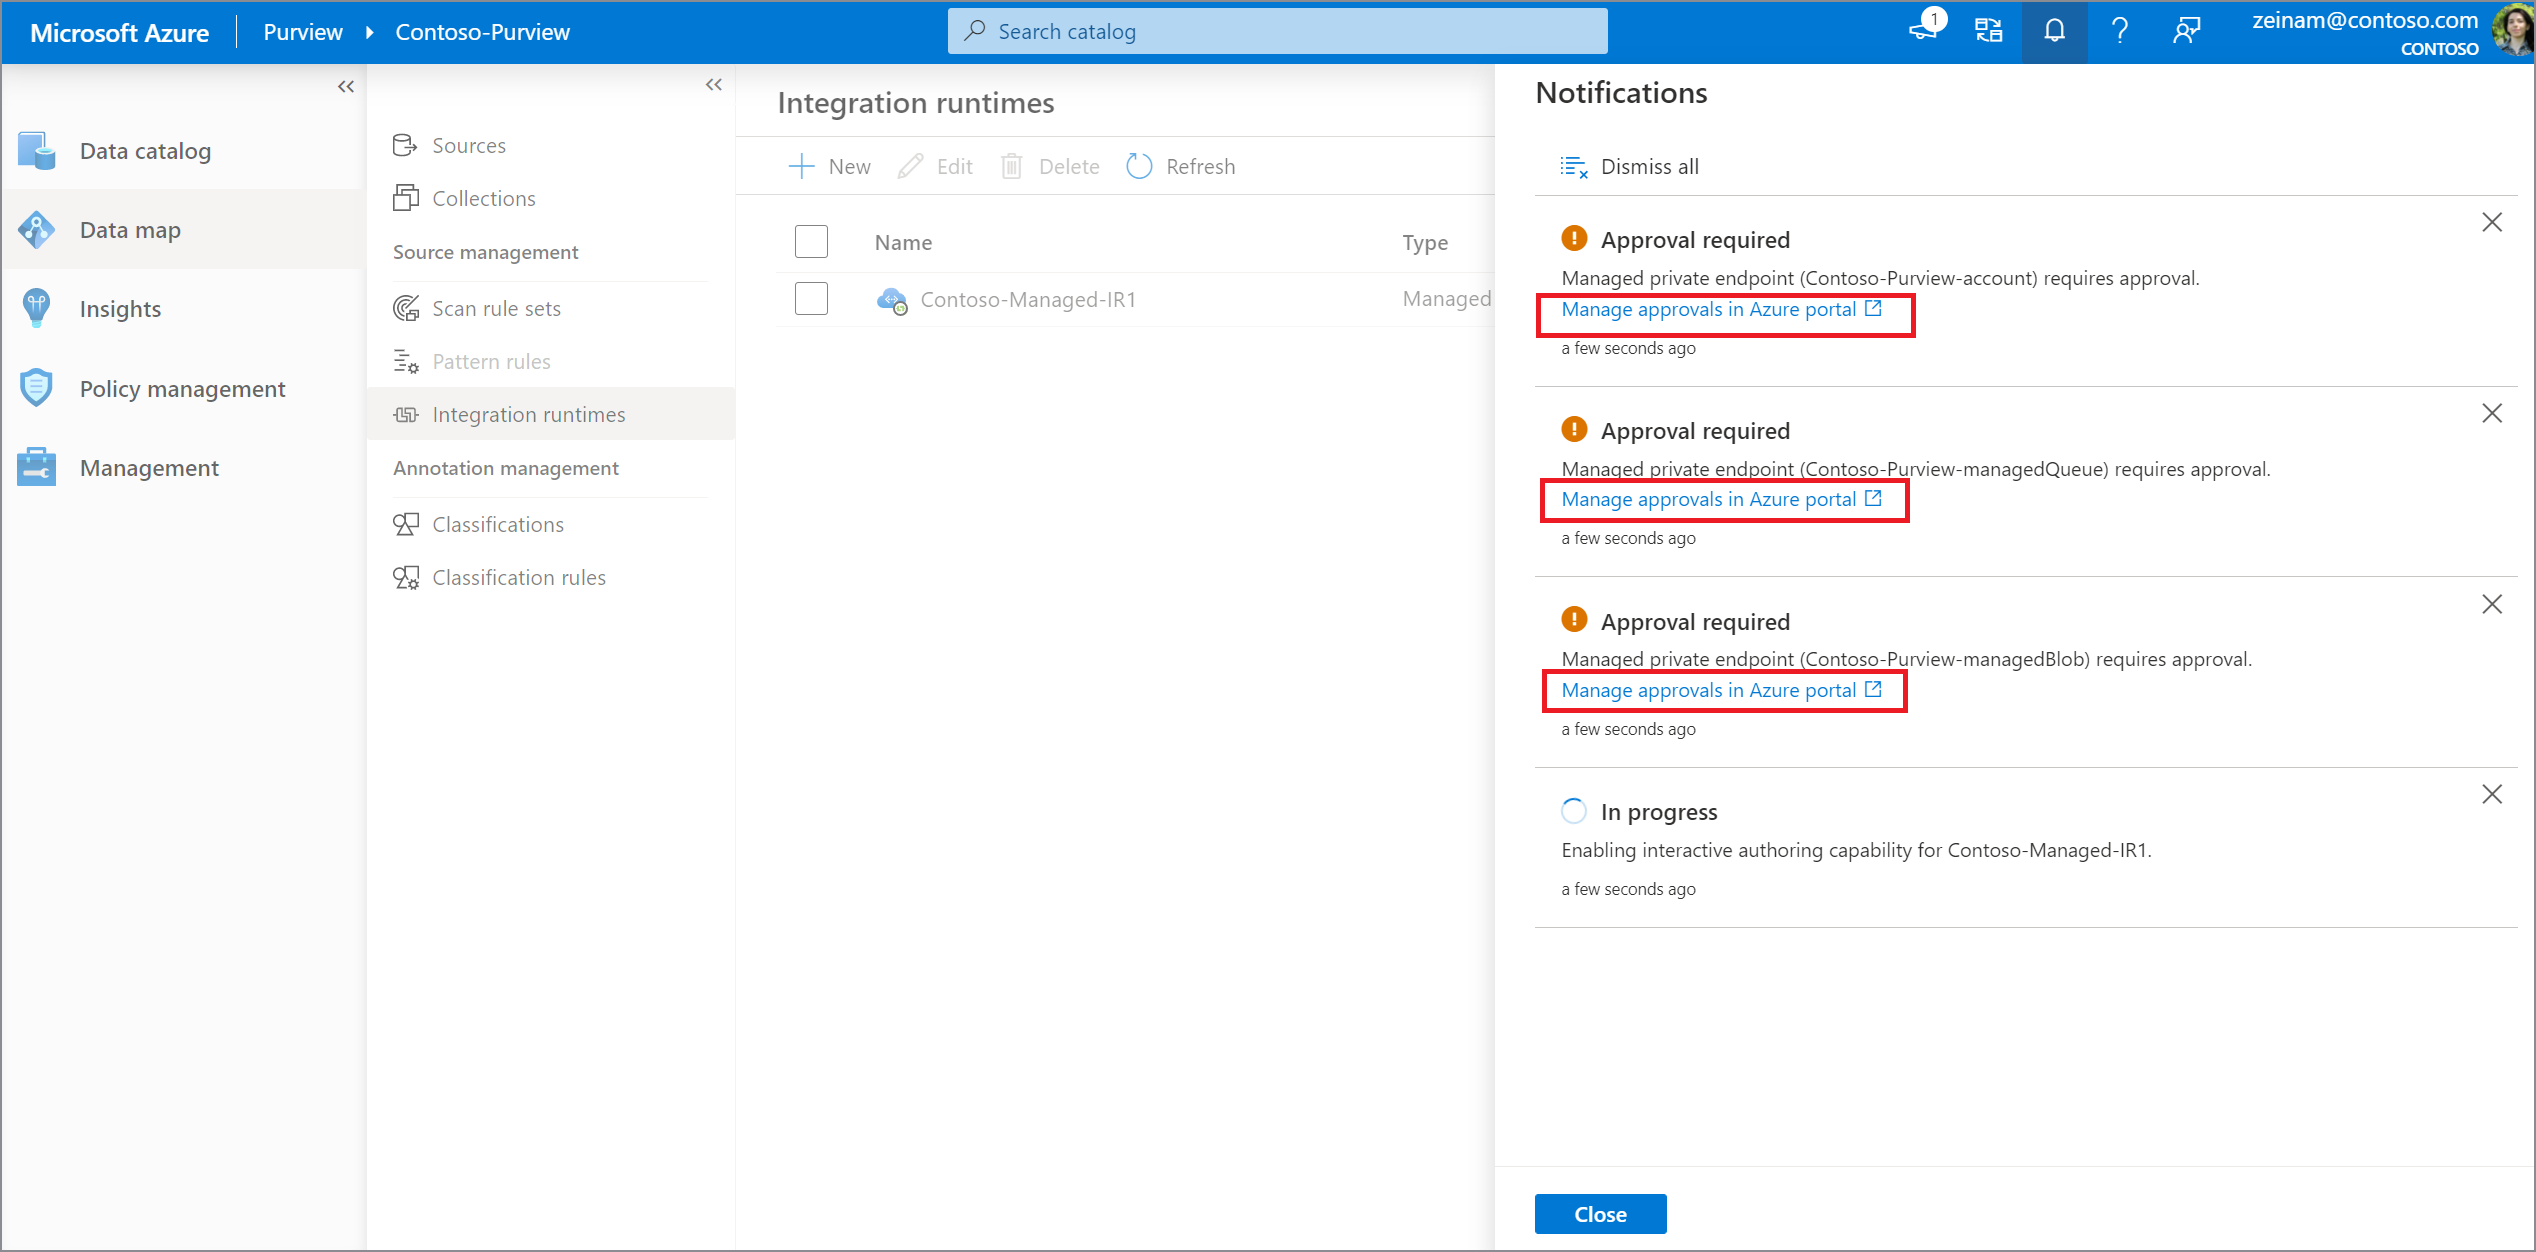 Microsoft Azure
Purview
Contoso-Purview
Search catalog
1
?
zeinam@contoso.com
CONTOSO
Data catalog
Data map
Insights
Policy management
Management
Sources
Collections
Source management
Scan rule sets
Pattern rules
Integration runtimes
Annotation management
Classifications
Classification rules
Integration runtimes
New Edit Delete Refresh
Name Type
Contoso-Managed-IR1 Managed
Notifications
Dismiss all
Approval required
Managed private endpoint (Contoso-Purview-account) requires approval.
Manage approvals in Azure portal
a few seconds ago
Approval required
Managed private endpoint (Contoso-Purview-managedQueue) requires approval.
Manage approvals in Azure portal
a few seconds ago
Approval required
Managed private endpoint (Contoso-Purview-managedBlob) requires approval.
Manage approvals in Azure portal
a few seconds ago
In progress
Enabling interactive authoring capability for Contoso-Managed-IR1.
a few seconds ago
Close